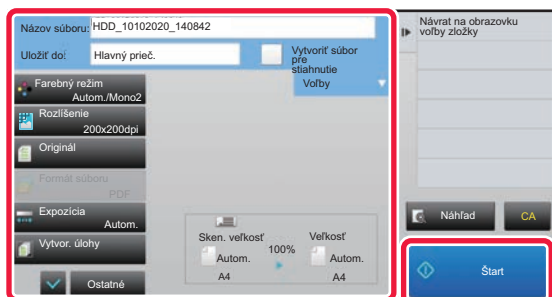 Názov súboru: HDD_10102020_140842
Uložiť do: Hlavný prieč.
Vytvoriť súbor
pre
stiahnutie
Voľby
Farebný režim
Autom./Mono2
Rozlíšenie
200x200dpi
Originál
Formát súboru
PDF
Expozícia
Autom.
Vytvor. úlohy
Ostatné
Sken. veľkosť
Autom.
A4
100%
Veľkosť
Autom.
A4
Návrat na obrazovku
voľby zložky
Náhľad
CA
Štart